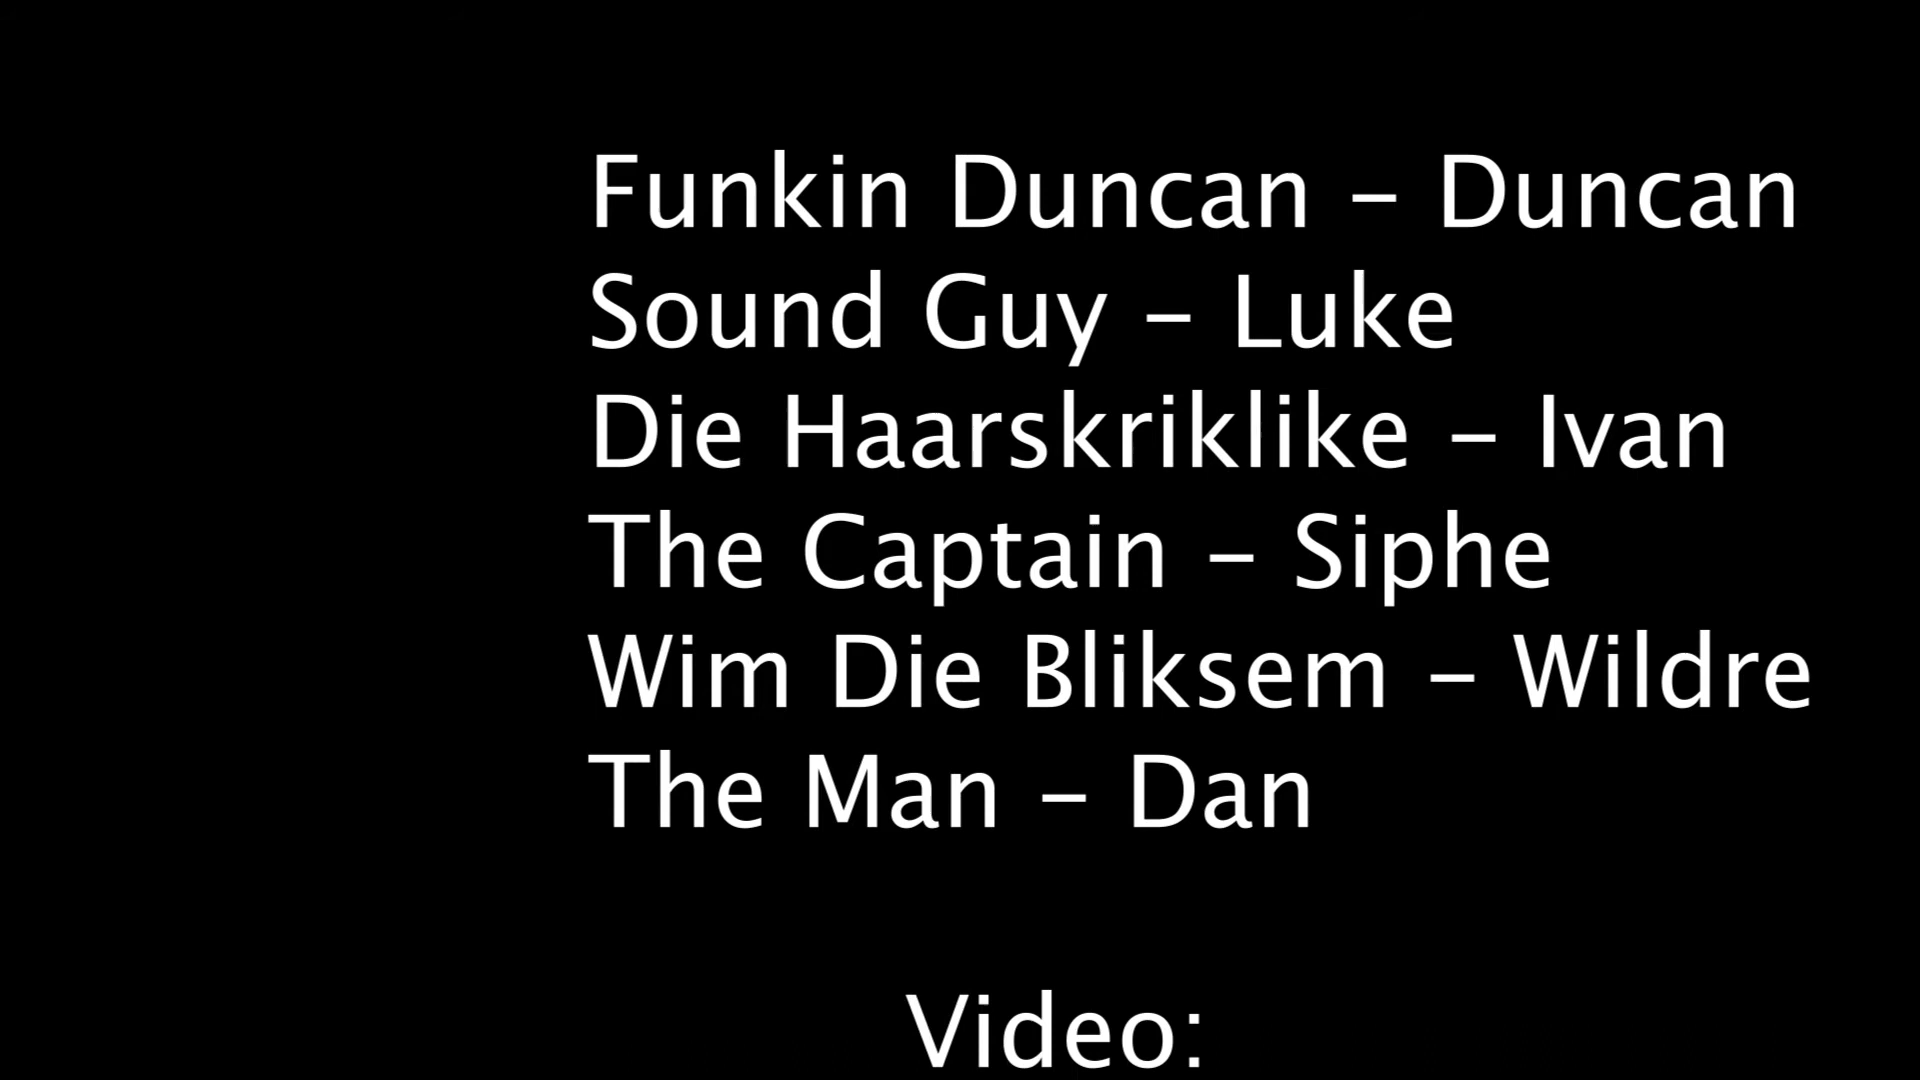 Funkin Duncan – Duncan
Sound Guy – Luke
Die Haarskriklike – Ivan
The Captain – Siphe
Wim Die Bliksem – Wildre
The Man – Dan
Video: